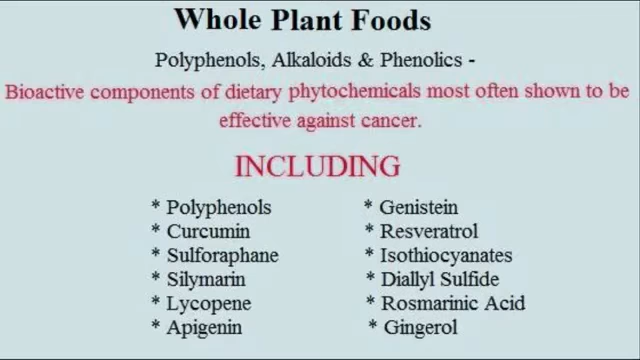 Whole Plant Foods
Polyphenols, Alkaloids & Phenolics -
Bioactive components of dietary phytochemicals most often shown to be
effective against cancer.
INCLUDING
* Polyphenols
* Curcumin
* Sulforaphane
* Silymarin
* Lycopene
* Apigenin
* Genistein
* Resveratrol
* Isothiocyanates
* Diallyl Sulfide
* Rosmarinic Acid
* Gingerol